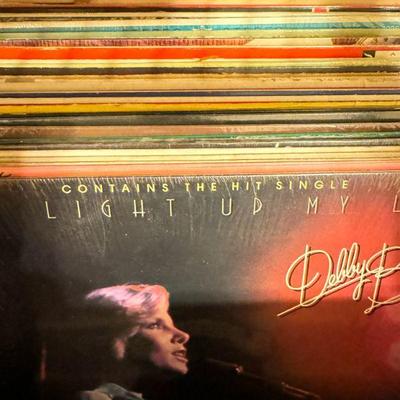 CONTAINS THE HIT SINGLE
LIGHT UP MY L
Debby B